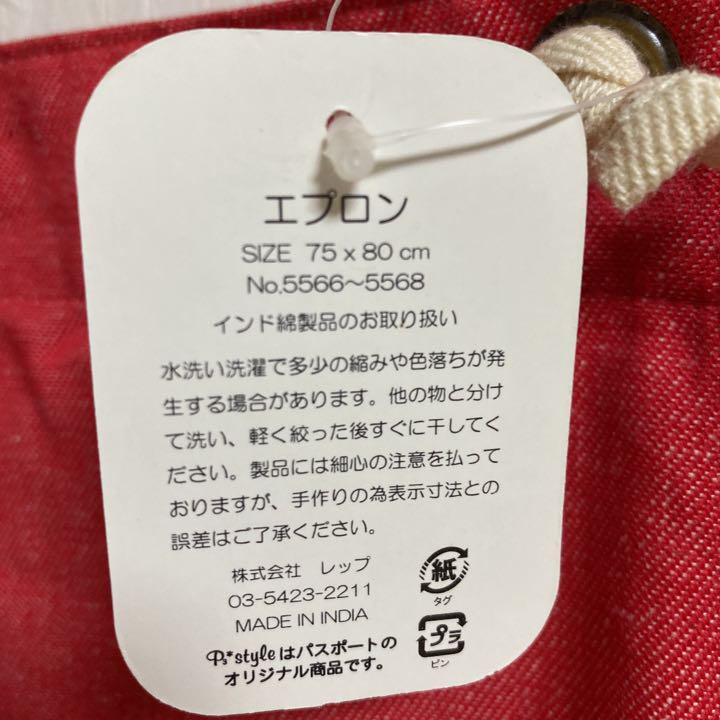 エプロン
SIZE 75 x 80 cm
No.5566～5568
インド綿製品のお取り扱い
水洗い洗濯で多少の縮みや色落ちが発
生する場合があります。他の物と分け
て洗い、軽く絞った後すぐに干してく
ださい。製品には細心の注意を払って
おりますが、手作りの為表示寸法との
誤差はご了承ください。
株式会社 レップ
03-5423-2211
MADE IN INDIA
紙
タグ
プラ
ピン
Ps*styleはパスポートの
オリジナル商品です。